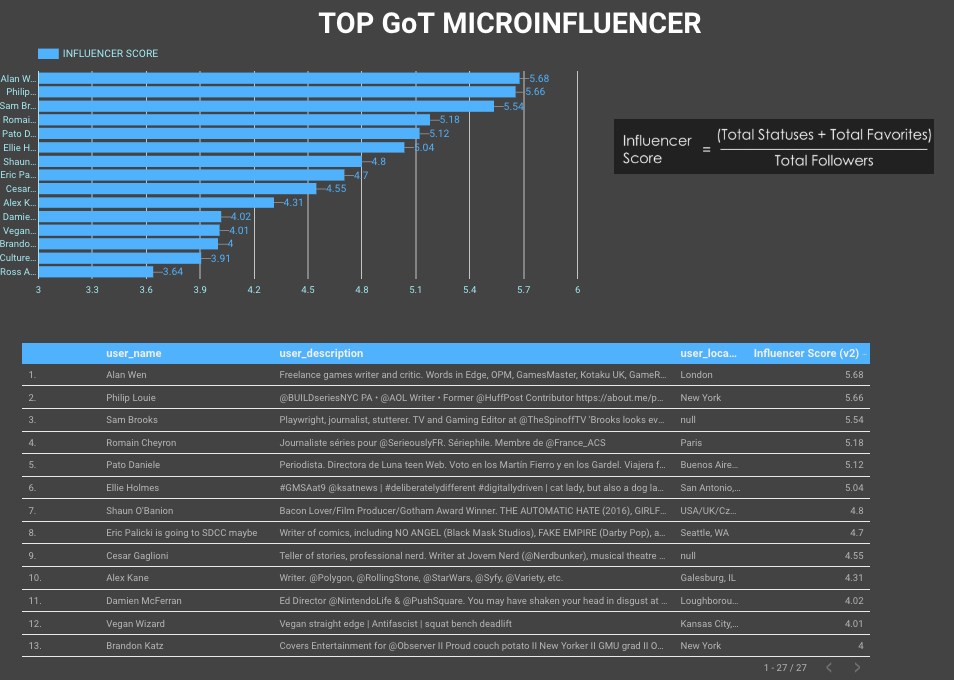 TOP GoT MICROINFLUENCER
INFLUENCER SCORE
Alan W... 5.68
Philip... 5.66
Sam Br... 5.54
Romai... 5.18
Pato D... 5.12
Ellie H... 5.04
Shaun... 4.8
Eric Pa... 4.7
Cesar... 4.55
Alex K... 4.31
Damie... 4.02
Vegan... 4.01
Brando... 4
Culture... 3.91
Ross A... 3.64
3 3.3 3.6 3.9 4.2 4.5 4.8 5.1 5.4 5.7 6
Influencer Score = (Total Statuses + Total Favorites)
Total Followers
user_name user_description user_loca... Influencer Score (v2)
1. Alan Wen Freelance games writer and critic. Words in Edge, OPM, GamesMaster, Kotaku UK, GameR... London 5.68
2. Philip Louie @BUILDseriesNYC PA • @AOL Writer • Former @HuffPost Contributor https://about.me/p... New York 5.66
3. Sam Brooks Playwright, journalist, stutterer. TV and Gaming Editor at @TheSpinoffTV 'Brooks looks ev... null 5.54
4. Romain Cheyron Journaliste séries pour @SerieouslyFR. Sériephile. Membre de @France_ACS Paris 5.18
5. Pato Daniele Periodista. Directora de Luna teen Web. Voto en los Martín Fierro y en los Gardel. Viajera f... Buenos Aire... 5.12
6. Ellie Holmes #GMSAat9 @ksatnews | #deliberatelydifferent #digitallydriven | cat lady, but also a dog la... San Antonio,... 5.04
7. Shaun O'Banion Bacon Lover/Film Producer/Gotham Award Winner. THE AUTOMATIC HATE (2016), GIRLF... USA/UK/Cz... 4.8
8. Eric Palicki is going to SDCC maybe Writer of comics, including NO ANGEL (Black Mask Studios), FAKE EMPIRE (Darby Pop), a... Seattle, WA 4.7
9. Cesar Gaglioni Teller of stories, professional nerd. Writer at Jovem Nerd (@Nerdbunker), musical theatre ... null 4.55
10. Alex Kane Writer. @Polygon, @RollingStone, @StarWars, @Syfy, @Variety, etc. Galesburg, IL 4.31
11. Damien McFerran Ed Director @NintendoLife & @PushSquare. You may have shaken your head in disgust at ... Loughborou... 4.02
12. Vegan Wizard Vegan straight edge | Antifascist | squat bench deadlift Kansas City,... 4.01
13. Brandon Katz Covers Entertainment for @Observer II Proud couch potato II New Yorker II GMU grad II O... New York 4
1 - 27 / 27